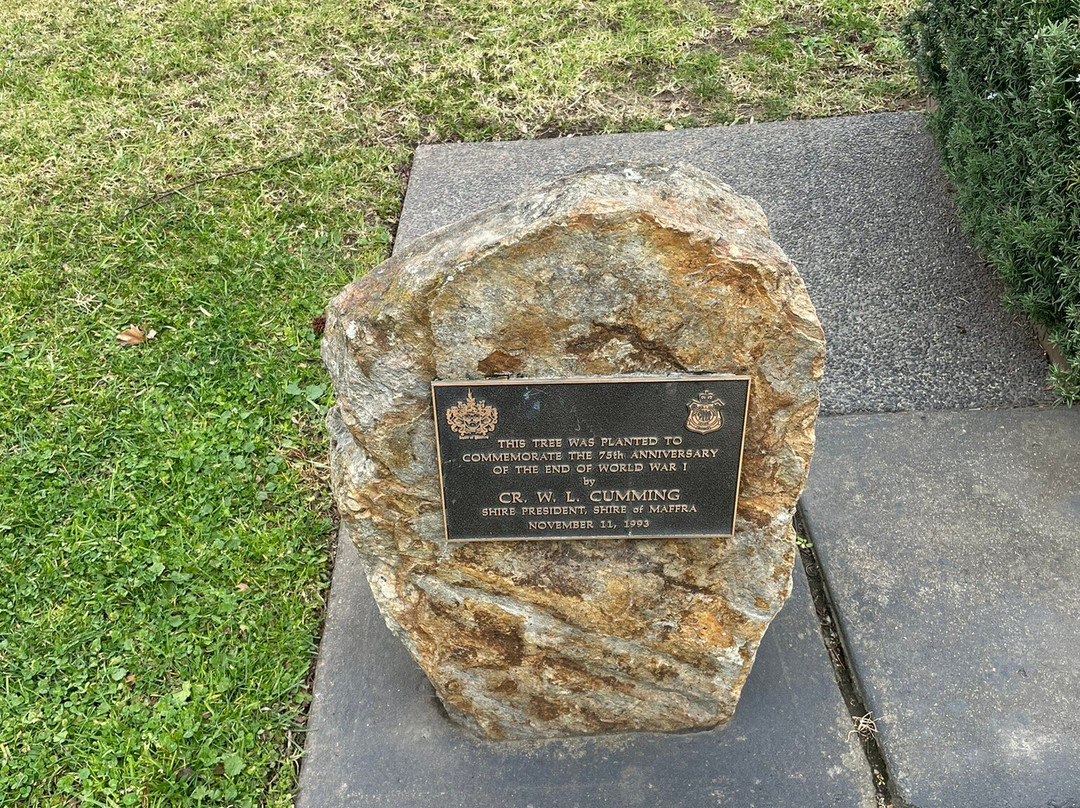 THIS TREE WAS PLANTED TO
COMMEMORATE THE 75th ANNIVERSARY
OF THE END OF WORLD WAR I
by
CR. W. L. CUMMING
SHIRE PRESIDENT, SHIRE of MAFFRA
NOVEMBER 11, 1993